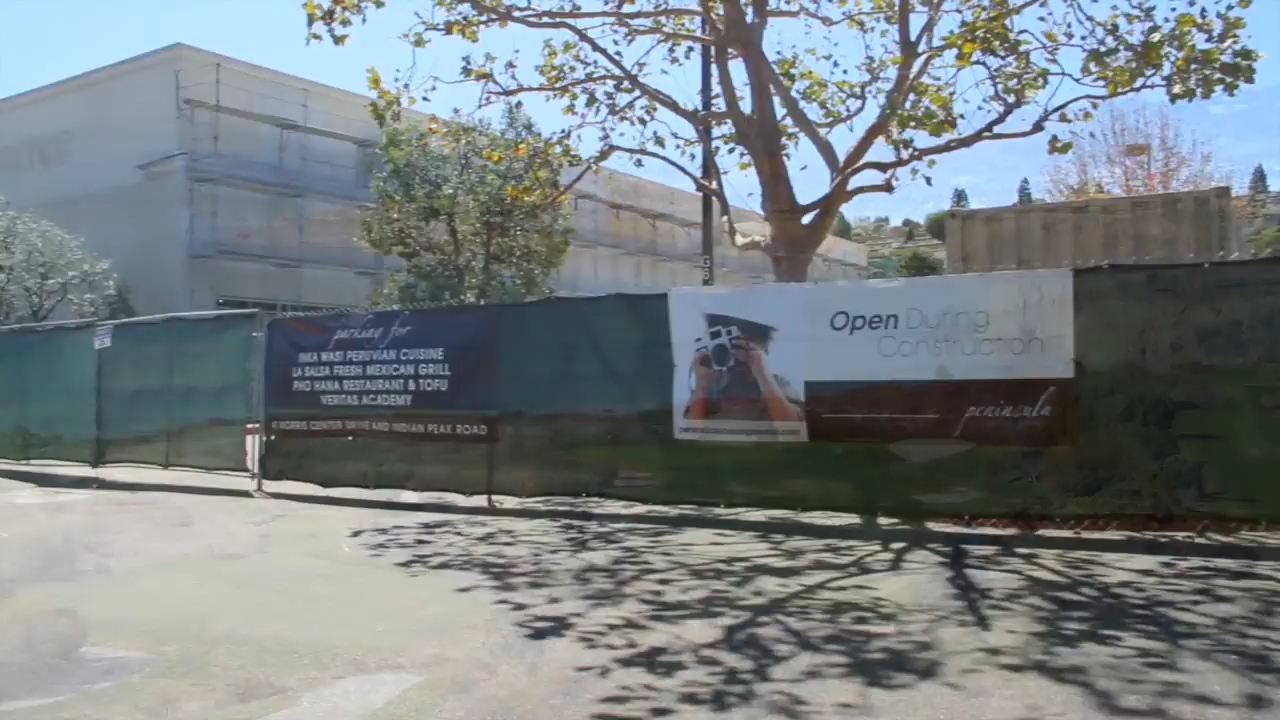 parking for
INKA WASI PERUVIAN CUISINE
LA SALSA FRESH MEXICAN GRILL
PHO HANA RESTAURANT & TOFU
VERITAS ACADEMY
NORRIS CENTER DRIVE AND INDIAN PEAK ROAD
Open During
Construction
peninsula
G